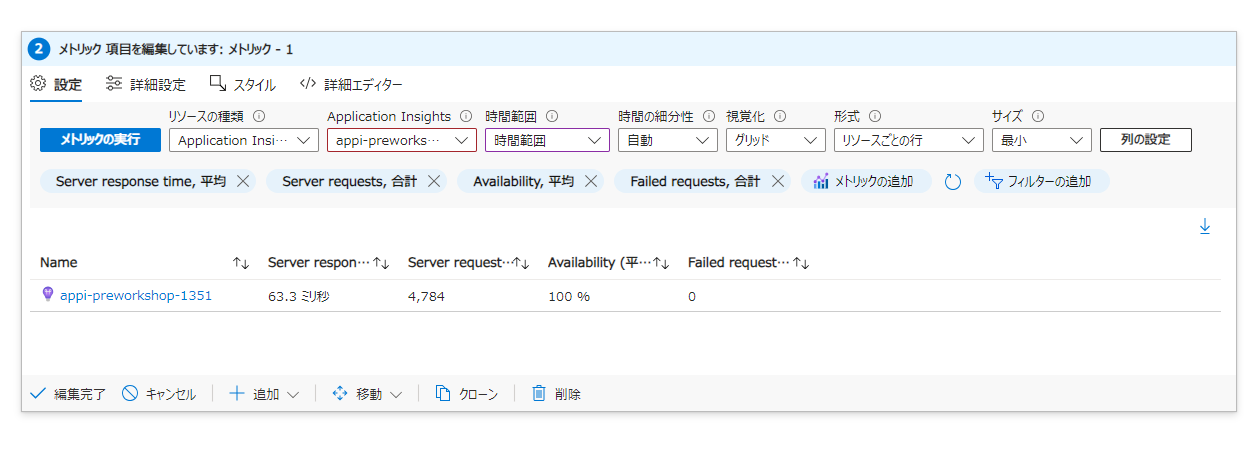 2 メトリック 項目を編集しています: メトリック - 1
設定 詳細設定 スタイル 詳細エディター
リソースの種類 Application Insights 時間範囲 時間の細分性 視覚化 形式 サイズ
メトリックの実行 Application Insi… appi-preworks… 時間範囲 自動 グリッド リソースごとの行 最小 列の設定
Server response time, 平均 Server requests, 合計 Availability, 平均 Failed requests, 合計 メトリックの追加 フィルターの追加
Name Server respon… Server request… Availability (平… Failed request…
appi-preworkshop-1351 63.3 ミリ秒 4,784 100 % 0
編集完了 キャンセル 追加 移動 クローン 削除